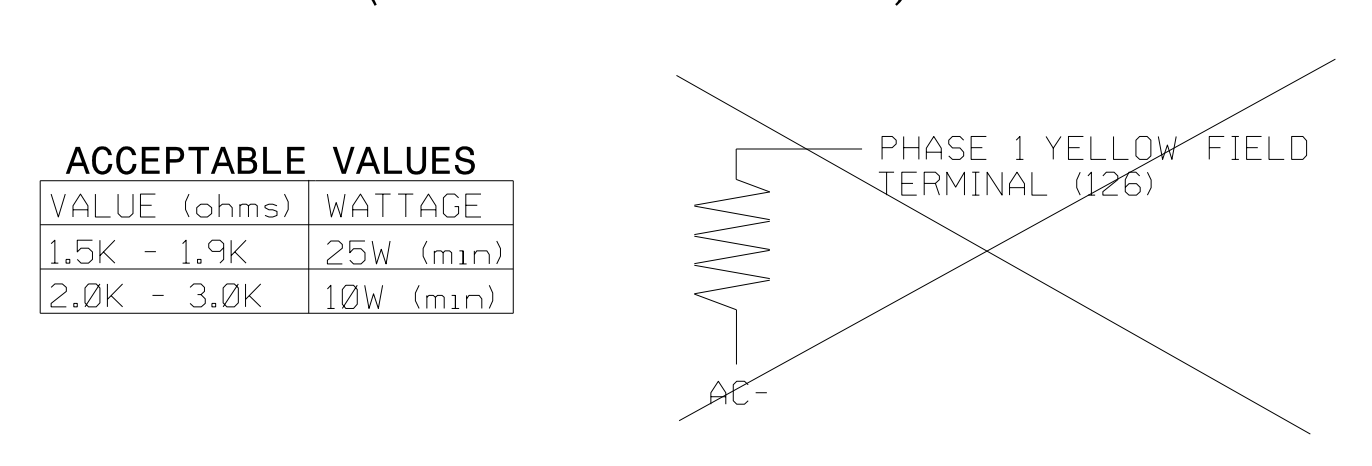 ACCEPTABLE VALUES
VALUE (ohms) WATTAGE
1.5K - 1.9K 25W (min)
2.0K - 3.0K 10W (min)
PHASE 1 YELLOW FIELD
TERMINAL (126)
AC-